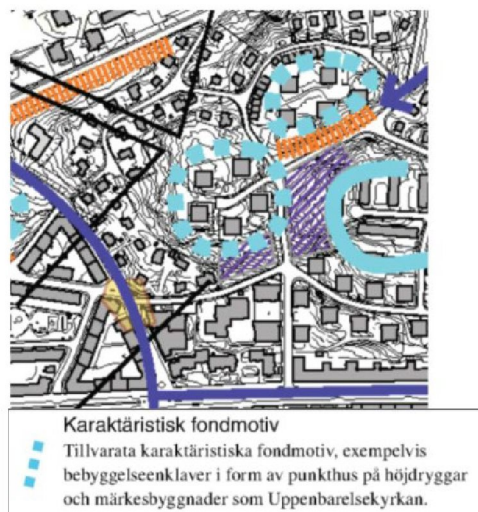 Karaktäristisk fondmotiv
Tillvarata karaktäristiska fondmotiv, exempelvis
bebyggelseenklaver i form av punkthus på höjdryggar
och märkesbyggnader som Uppenbarelsekyrkan.